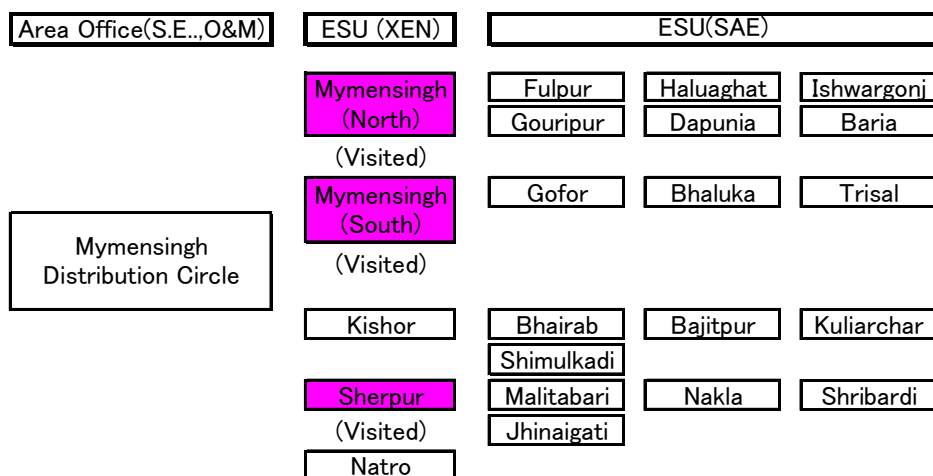 Area Office(S.E..,O&M) ESU (XEN) ESU(SAE)
Mymensingh (North) Fulpur Haluaghat Ishwargonj
Gouripur Dapunia Baria
(Visited)
Mymensingh (South) Gofor Bhaluka Trisal
(Visited)
Mymensingh
Distribution Circle
Kishor Bhairab Bajitpur Kuliarchar
Shimulkadi
Sherpur Malitabari Nakla Shribardi
(Visited) Jhinaigati
Natro